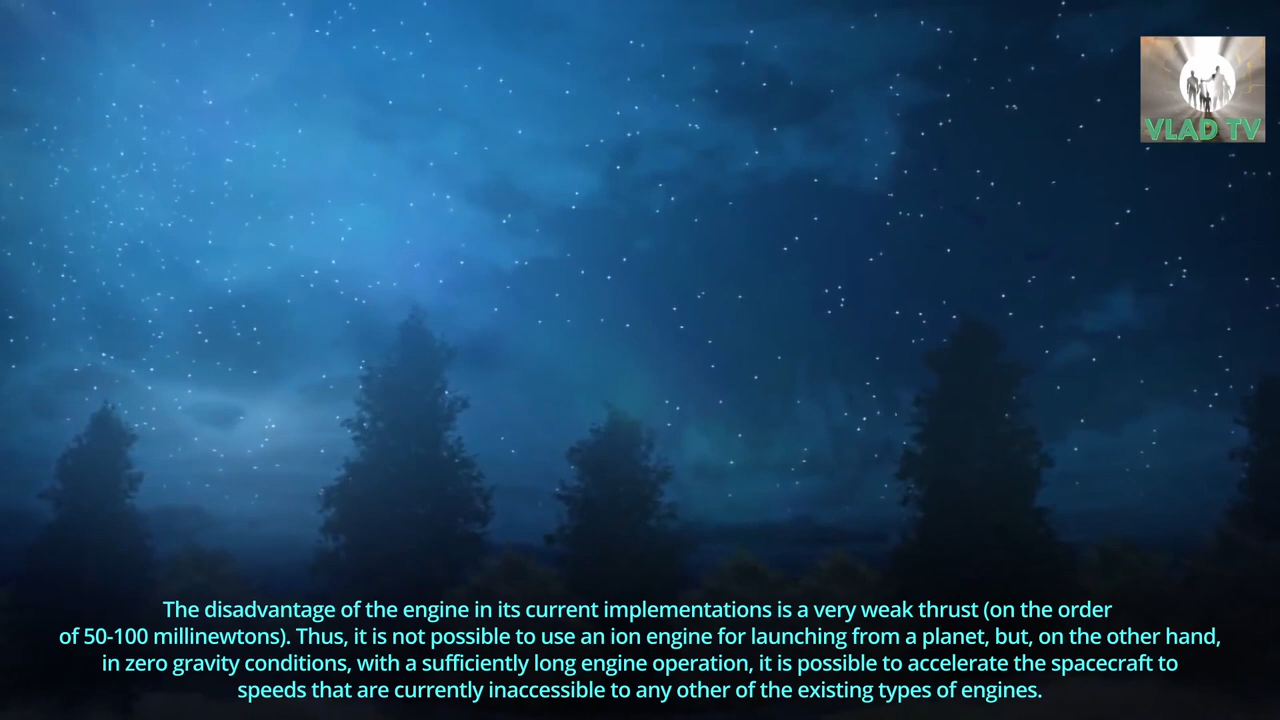 VLAD TV
The disadvantage of the engine in its current implementations is a very weak thrust (on the order
of 50-100 millinewtons). Thus, it is not possible to use an ion engine for launching from a planet, but, on the other hand,
in zero gravity conditions, with a sufficiently long engine operation, it is possible to accelerate the spacecraft to
speeds that are currently inaccessible to any other of the existing types of engines.